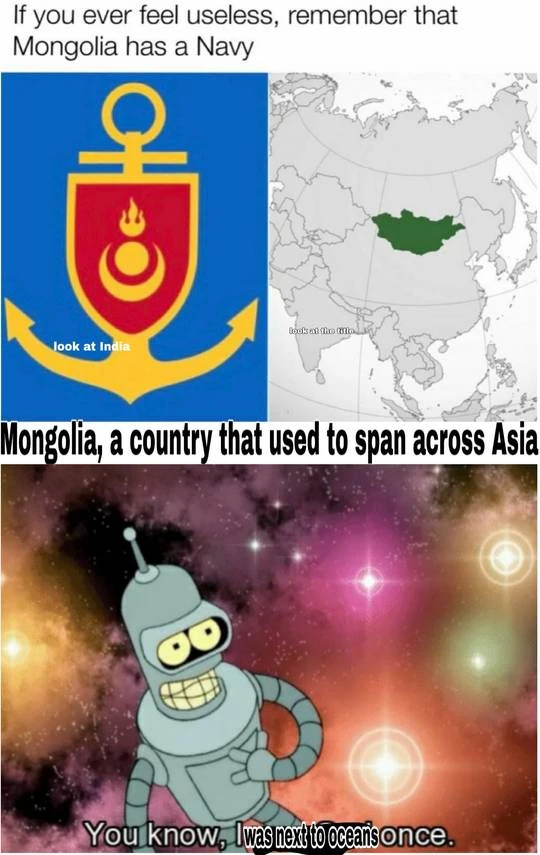 If you ever feel useless, remember that
Mongolia has a Navy
look at India
look at the title
Mongolia, a country that used to span across Asia
You know, I was next to oceans once.